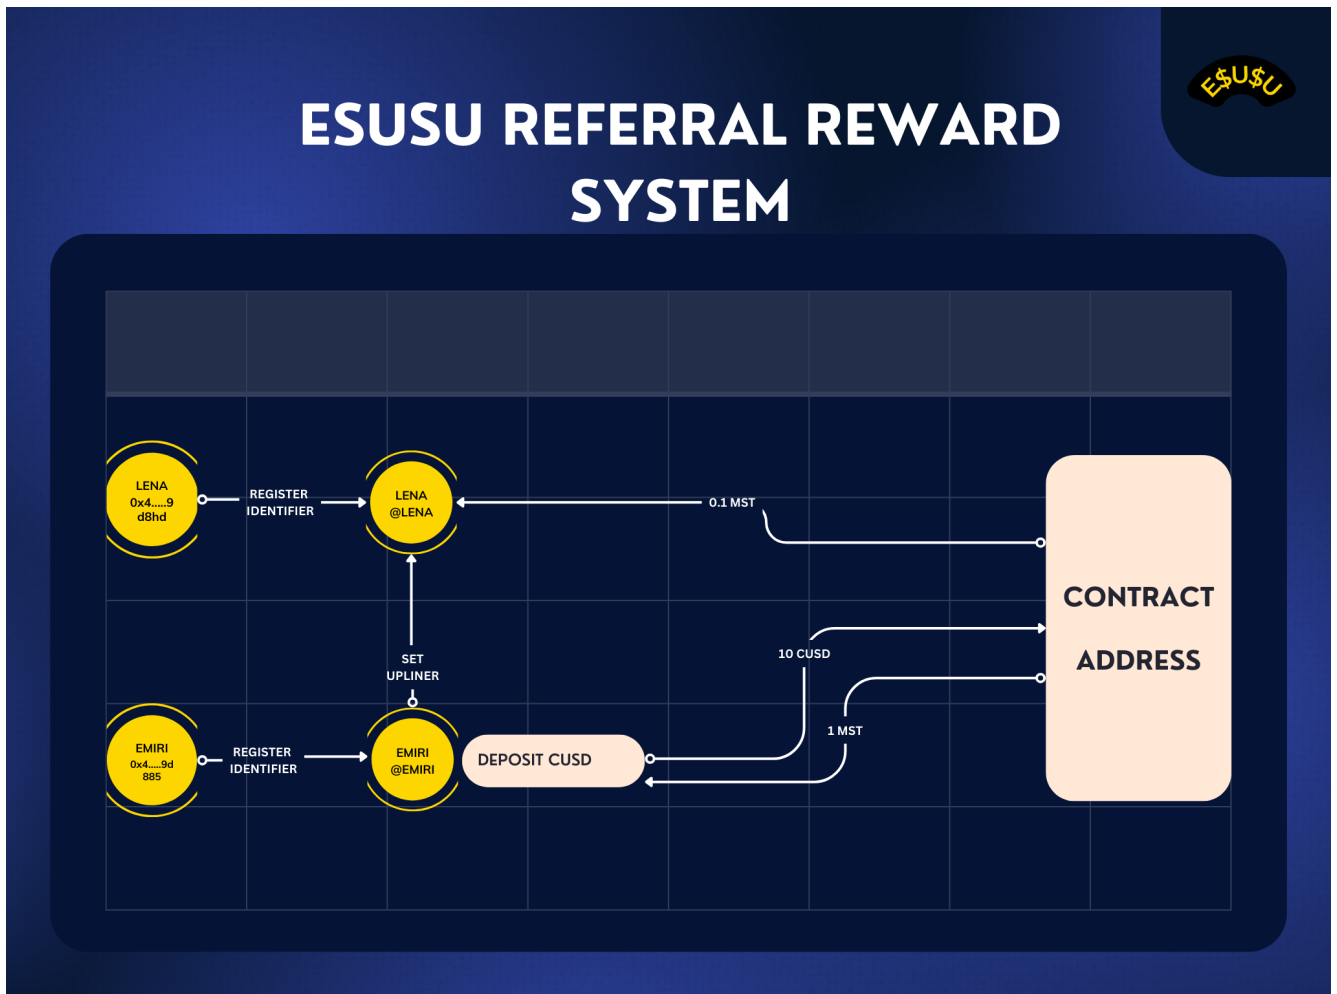 E$U$U
ESUSU REFERRAL REWARD
SYSTEM
LENA
0x4.....9
d8hd
REGISTER
IDENTIFIER
LENA
@LENA
0.1 MST
CONTRACT
ADDRESS
10 CUSD
SET
UPLINER
1 MST
EMIRI
0x4.....9d
885
REGISTER
IDENTIFIER
EMIRI
@EMIRI
DEPOSIT CUSD